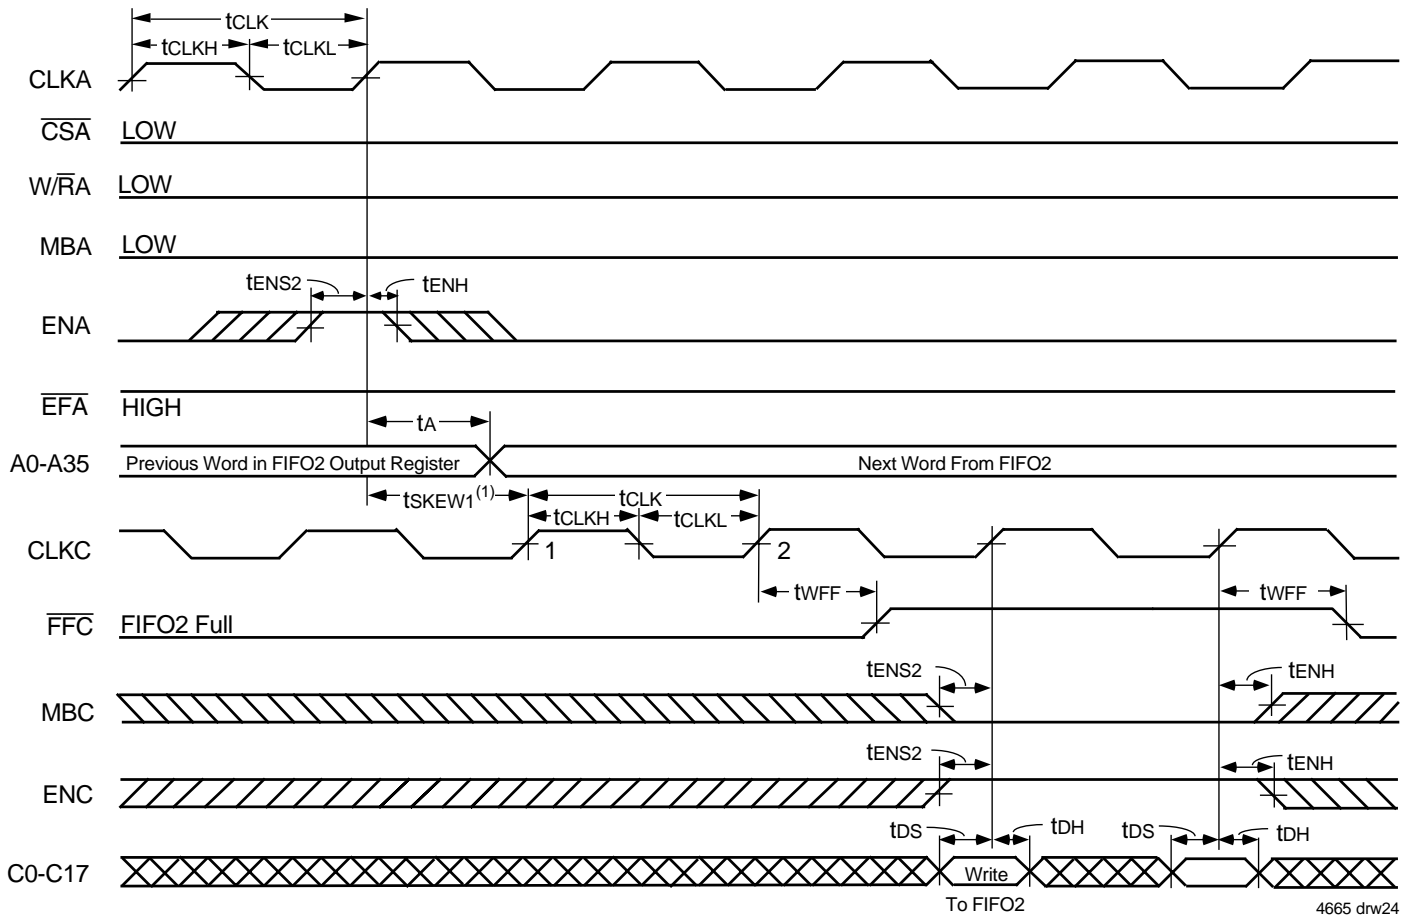 tCLK
tCLKH tCLKL
CLKA
CSA LOW
W/RA LOW
MBA LOW
tENS2 tENH
ENA
EFA HIGH
tA
A0-A35 Previous Word in FIFO2 Output Register Next Word From FIFO2
tSKEW1(1) tCLK
tCLKH tCLKL
CLKC 1 2
tWFF tWFF
FFC FIFO2 Full
tENS2 tENH
MBC
tENS2 tENH
ENC
tDS tDH tDS tDH
C0-C17 Write
To FIFO2
4665 drw24